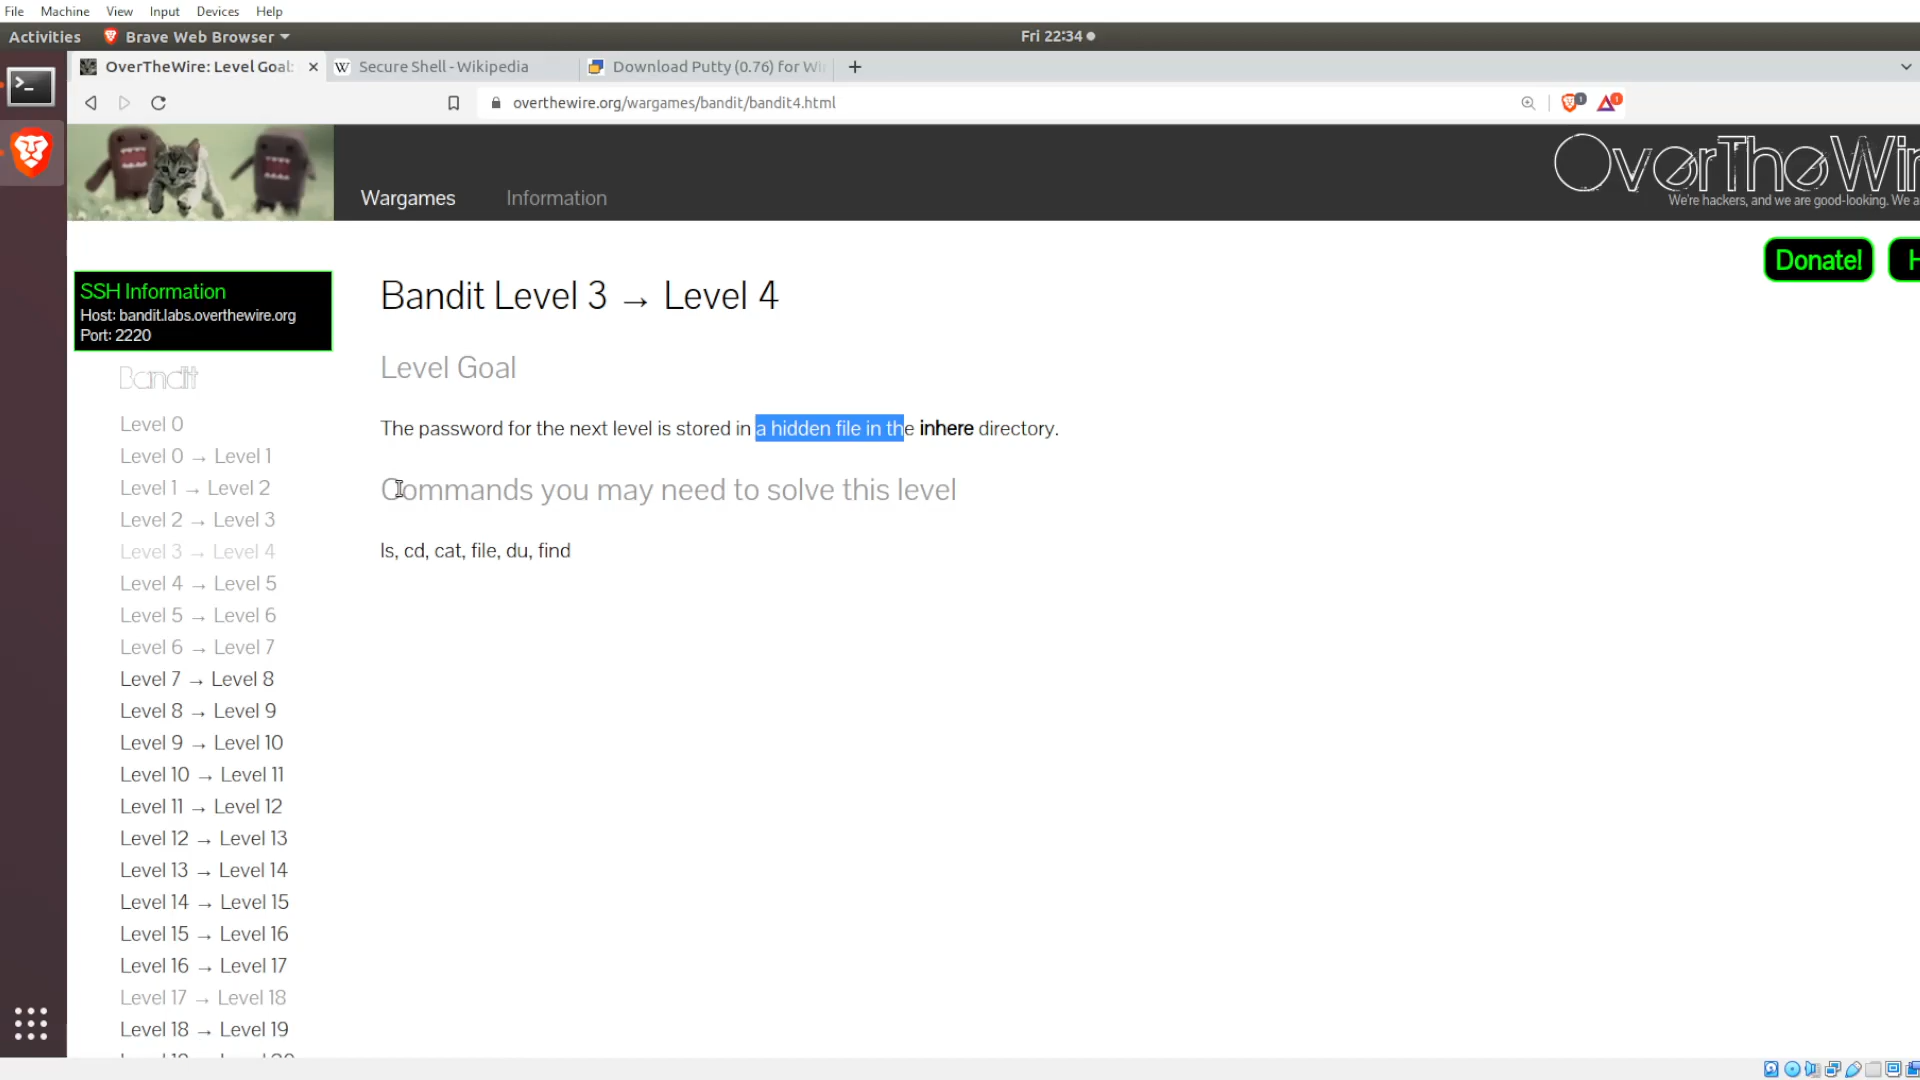 File Machine View Input Devices Help
Activities Brave Web Browser Fri 22:34
OverTheWire: Level Goal: W Secure Shell - Wikipedia Download Putty (0.76) for Wi
overthewire.org/wargames/bandit/bandit4.html
Wargames Information
OverTheWir
We're hackers, and we are good-looking. We a
Donate! H
SSH Information
Host: bandit.labs.overthewire.org
Port: 2220
Bandit
Level 0
Level 0 → Level 1
Level 1 → Level 2
Level 2 → Level 3
Level 3 → Level 4
Level 4 → Level 5
Level 5 → Level 6
Level 6 → Level 7
Level 7 → Level 8
Level 8 → Level 9
Level 9 → Level 10
Level 10 → Level 11
Level 11 → Level 12
Level 12 → Level 13
Level 13 → Level 14
Level 14 → Level 15
Level 15 → Level 16
Level 16 → Level 17
Level 17 → Level 18
Level 18 → Level 19
Bandit Level 3 → Level 4
Level Goal
The password for the next level is stored in a hidden file in the inhere directory.
Commands you may need to solve this level
ls, cd, cat, file, du, find